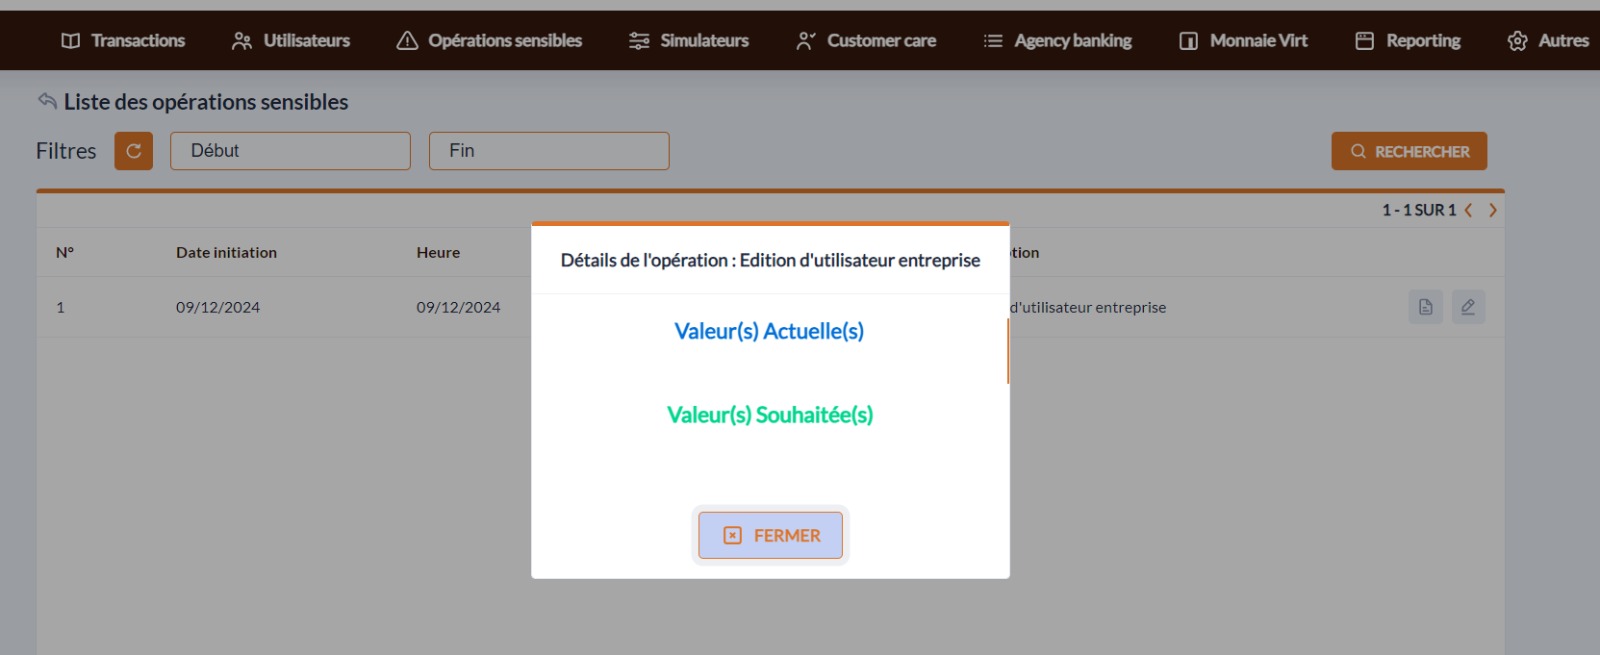 Transactions Utilisateurs Opérations sensibles Simulateurs Customer care Agency banking Monnaie Virt Reporting Autres
Liste des opérations sensibles
Filtres Début Fin RECHERCHER
1 - 1 SUR 1
N° Date initiation Heure tion
1 09/12/2024 09/12/2024 d'utilisateur entreprise
Détails de l'opération : Edition d'utilisateur entreprise
Valeur(s) Actuelle(s)
Valeur(s) Souhaitée(s)
FERMER